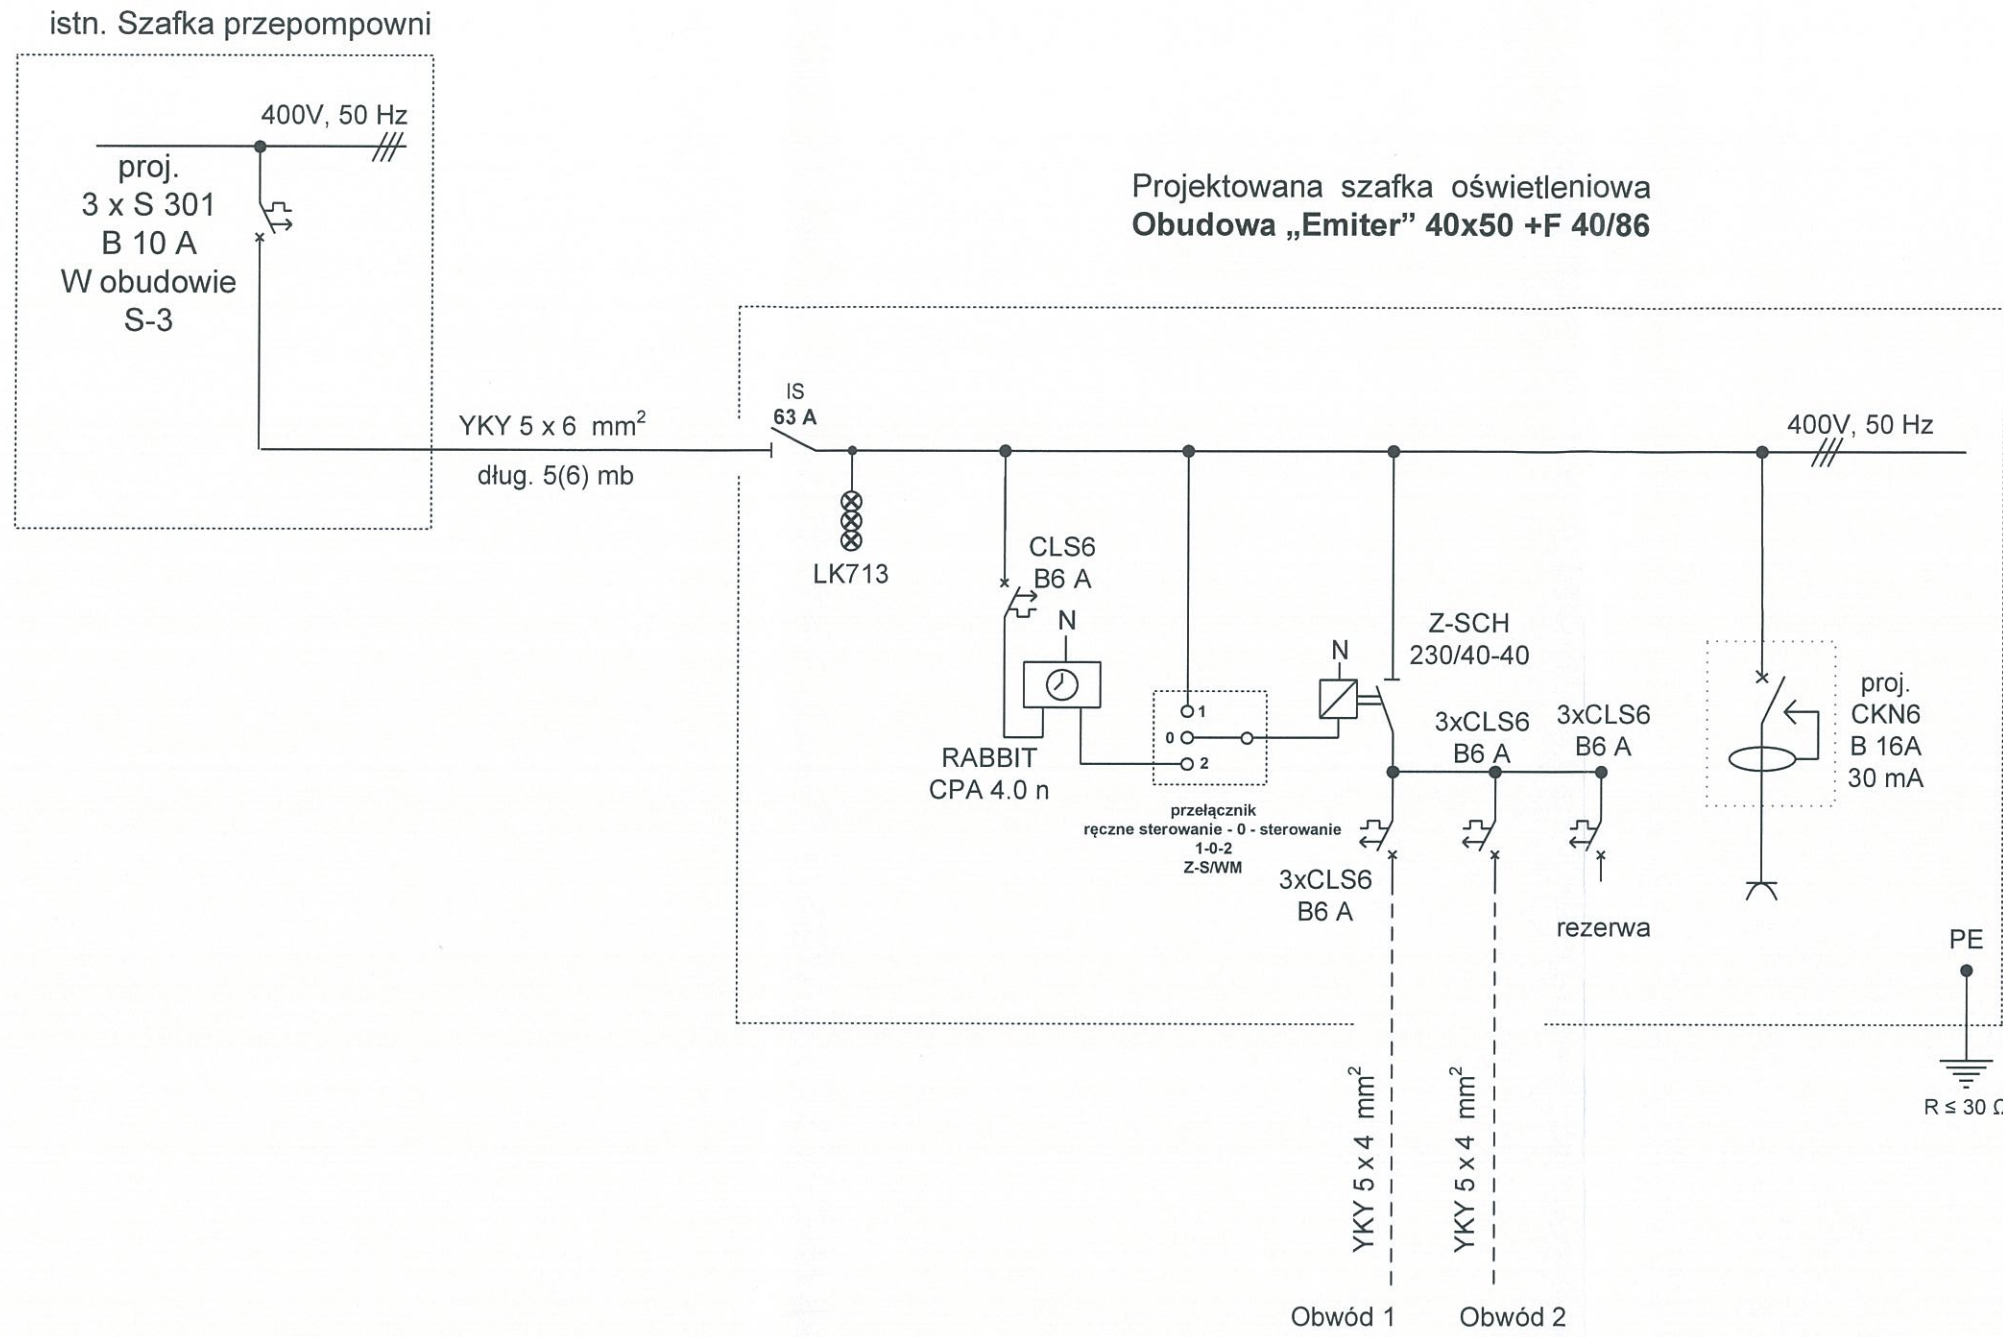 istn. Szafka przepompowni
400V, 50 Hz
proj.
3 x S 301
B 10 A
W obudowie
S-3
YKY 5 x 6 mm²
dług. 5(6) mb
Projektowana szafka oświetleniowa
Obudowa „Emiter” 40x50 +F 40/86
IS
63 A
400V, 50 Hz
LK713
CLS6
B6 A
N
RABBIT
CPA 4.0 n
1
0
2
przełącznik
ręczne sterowanie - 0 - sterowanie
1-0-2
Z-S/WM
N
Z-SCH
230/40-40
3xCLS6
B6 A
3xCLS6
B6 A
3xCLS6
B6 A
rezerwa
proj.
CKN6
B 16A
30 mA
PE
R ≤ 30 Ω
YKY 5 x 4 mm²
YKY 5 x 4 mm²
Obwód 1
Obwód 2